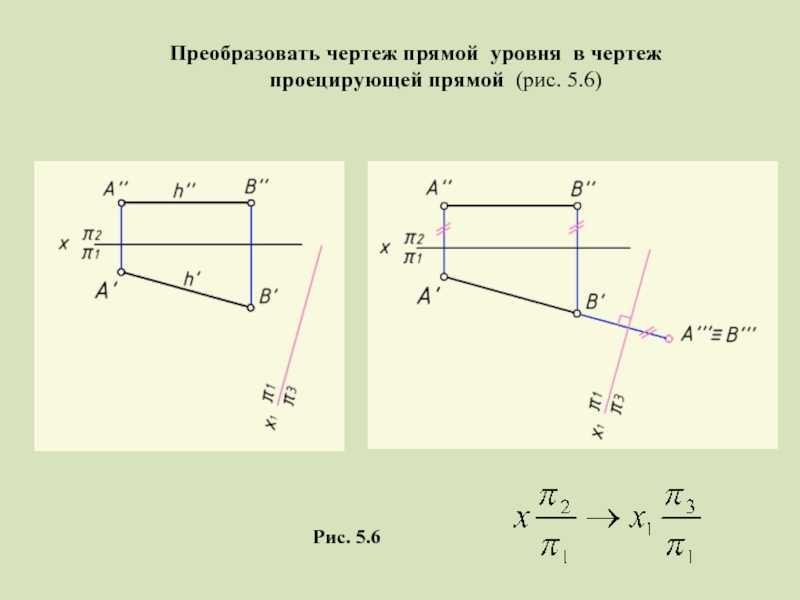 Преобразовать чертеж прямой уровня в чертеж
проецирующей прямой (рис. 5.6)
A′′ h′′ B′′
x π2
π1
A′ h′ B′
x1 π1
π3
A′′ B′′
x π2
π1
A′ B′
A′′′≡B′′′
x1 π1
π3
Рис. 5.6
x π2/π1 → x1 π3/π1